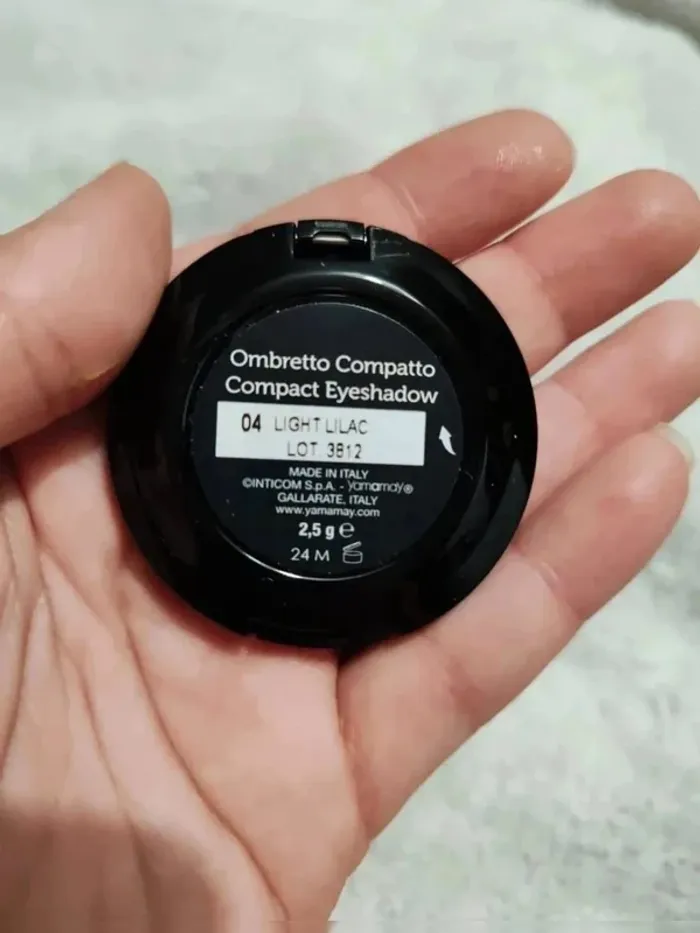 Ombretto Compatto
Compact Eyeshadow
04 LIGHT LILAC
LOT 3812
MADE IN ITALY
©INTICOM S.p.A. - yamamay®
GALLARATE, ITALY
www.yamamay.com
2,5 g ℮
24 M